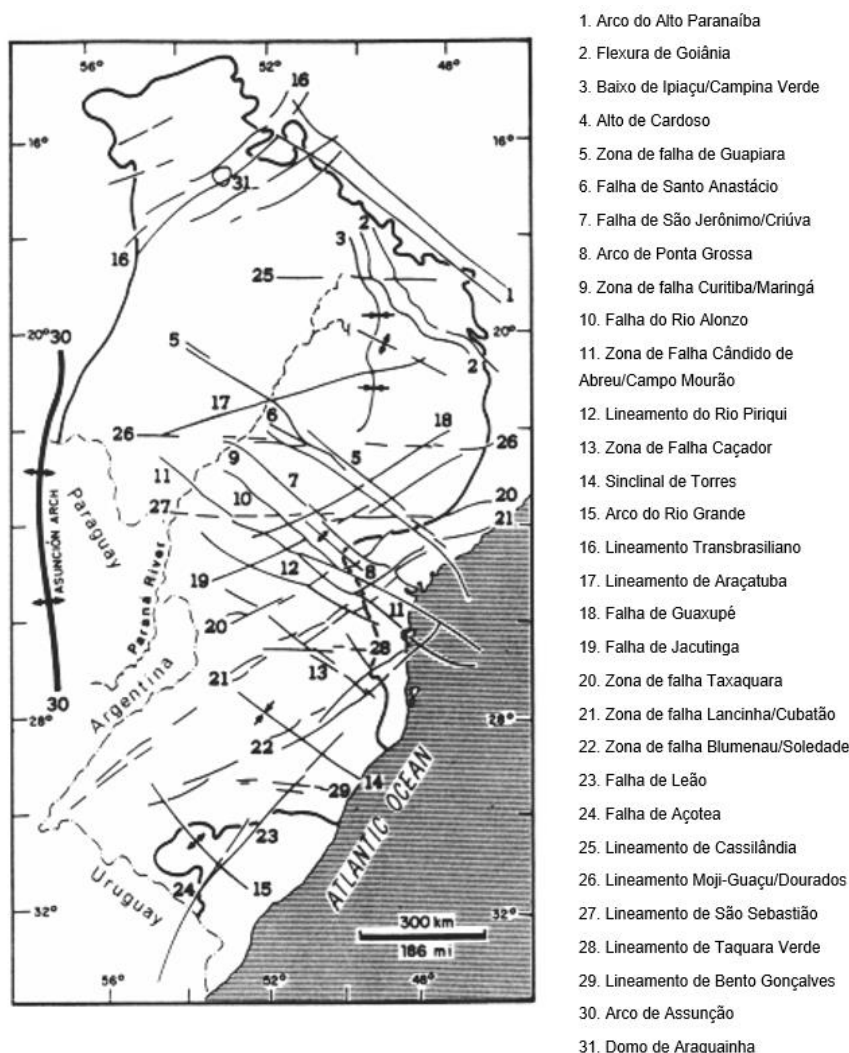 56°
52°
48°
16
16°
16°
31
2
3
16
25
1
20°
30
20°
5
2
17
6
18
26
5
26
9
11
7
10
27
20
21
ASUNCIÓN ARCH
Paraguay
Paraná River
12
8
19
11
20
28
21
13
Argentina
30
28°
28°
22
14
29
23
ATLANTIC OCEAN
Uruguay
24
15
32°
300 km
32°
186 mi
56°
52°
48°
1. Arco do Alto Paranaíba
2. Flexura de Goiânia
3. Baixo de Ipiaçu/Campina Verde
4. Alto de Cardoso
5. Zona de falha de Guapiara
6. Falha de Santo Anastácio
7. Falha de São Jerônimo/Criúva
8. Arco de Ponta Grossa
9. Zona de falha Curitiba/Maringá
10. Falha do Rio Alonzo
11. Zona de Falha Cândido de
Abreu/Campo Mourão
12. Lineamento do Rio Piriqui
13. Zona de Falha Caçador
14. Sinclinal de Torres
15. Arco do Rio Grande
16. Lineamento Transbrasiliano
17. Lineamento de Araçatuba
18. Falha de Guaxupé
19. Falha de Jacutinga
20. Zona de falha Taxaquara
21. Zona de falha Lancinha/Cubatão
22. Zona de falha Blumenau/Soledade
23. Falha de Leão
24. Falha de Açotea
25. Lineamento de Cassilândia
26. Lineamento Moji-Guaçu/Dourados
27. Lineamento de São Sebastião
28. Lineamento de Taquara Verde
29. Lineamento de Bento Gonçalves
30. Arco de Assunção
31. Domo de Araguainha